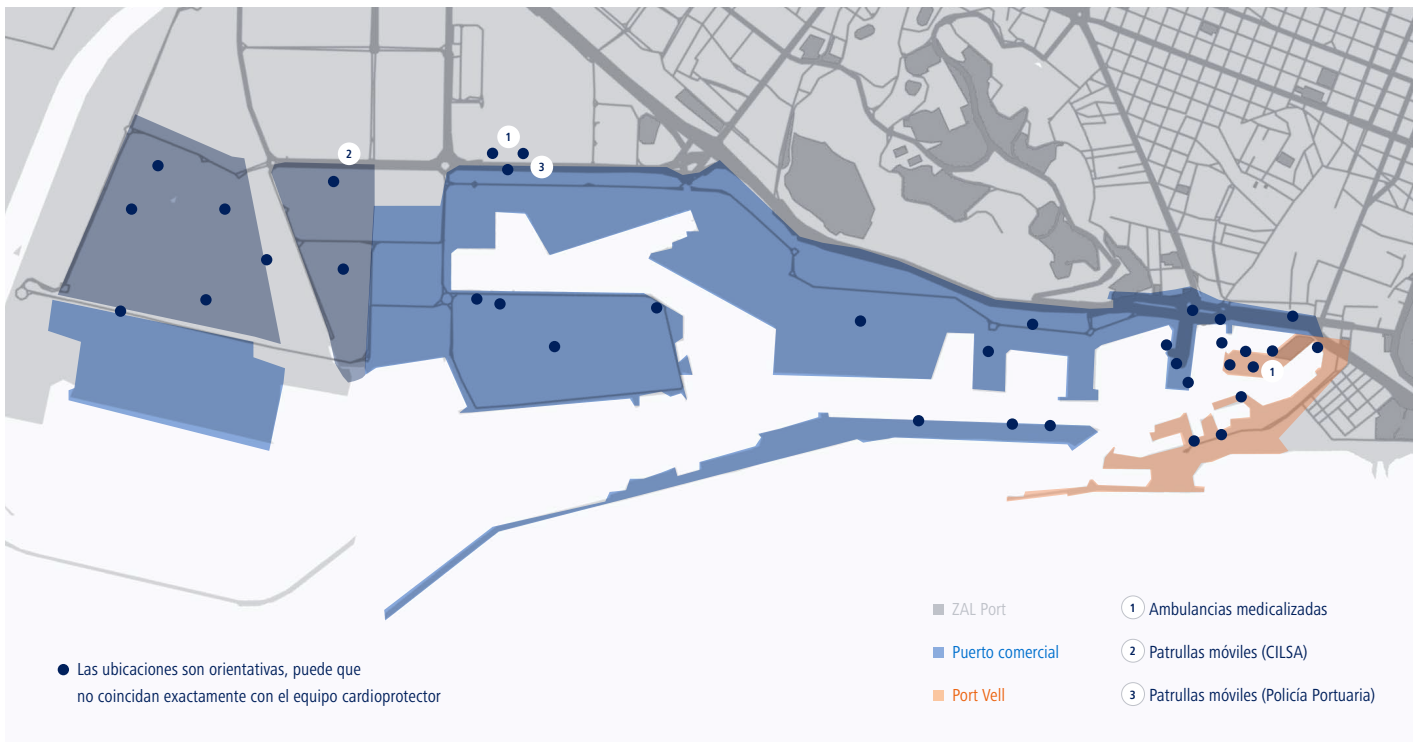 1
2
3
1
ZAL Port
1 Ambulancias medicalizadas
Puerto comercial
2 Patrullas móviles (CILSA)
Las ubicaciones son orientativas, puede que
no coincidan exactamente con el equipo cardioprotector
Port Vell
3 Patrullas móviles (Policía Portuaria)